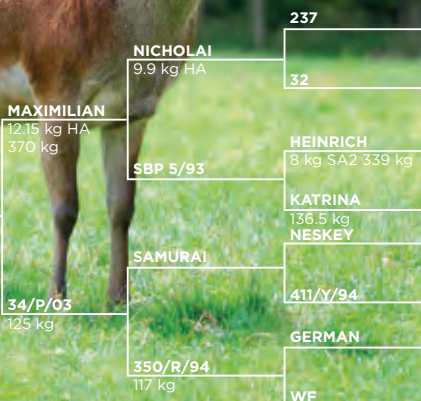 237
NICHOLAI
9.9 kg HA
32
MAXIMILIAN
12.15 kg HA
370 kg
HEINRICH
8 kg SA2 339 kg
SBP 5/93
KATRINA
136.5 kg
NESKEY
SAMURAI
411/Y/94
34/P/03
125 kg
GERMAN
350/R/94
117 kg
WF